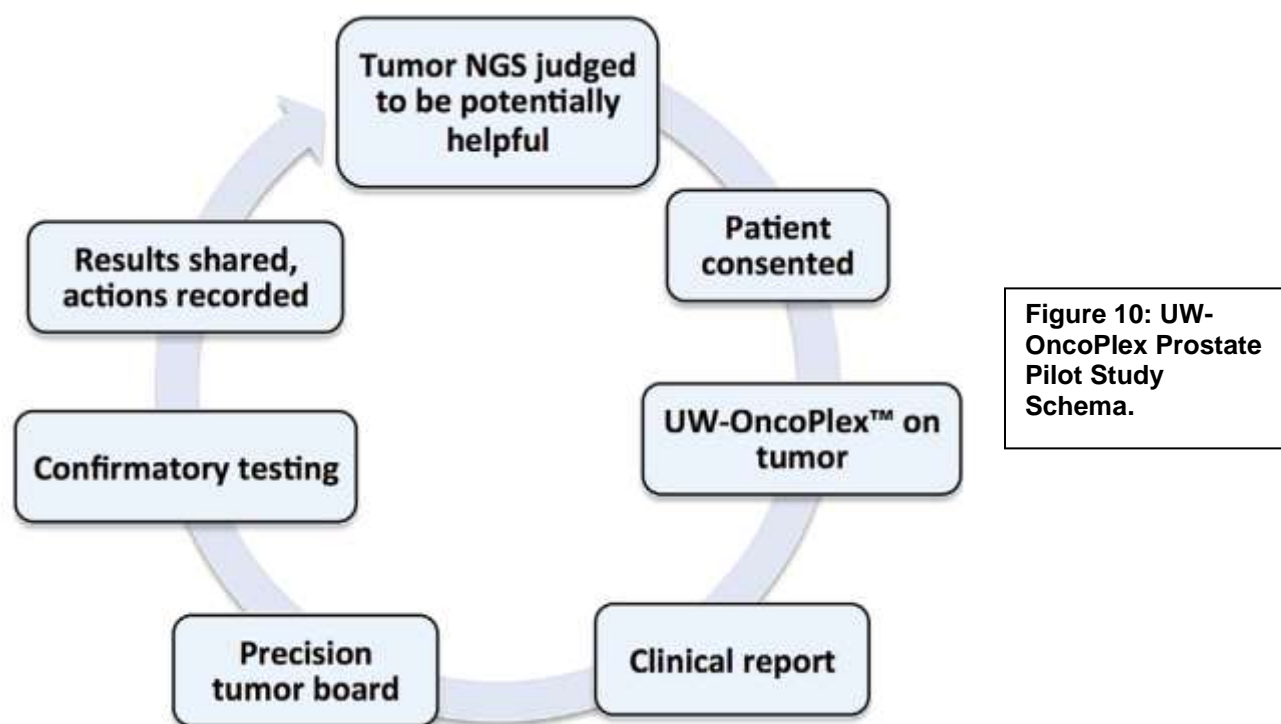 Tumor NGS judged
to be potentially
helpful
Patient
consented
UW-OncoPlex™ on
tumor
Clinical report
Precision
tumor board
Confirmatory testing
Results shared,
actions recorded
Figure 10: UW-
OncoPlex Prostate
Pilot Study
Schema.